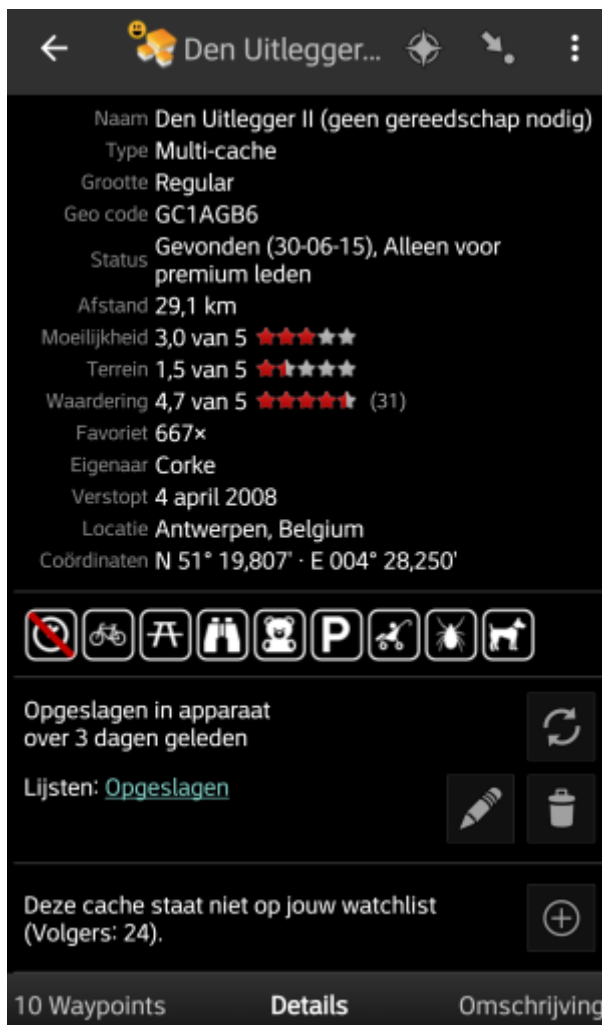 Den Uitlegger...
Naam Den Uitlegger II (geen gereedschap nodig)
Type Multi-cache
Grootte Regular
Geo code GC1AGB6
Status Gevonden (30-06-15), Alleen voor
premium leden
Afstand 29,1 km
Moeilijkheid 3,0 van 5
Terrein 1,5 van 5
Waardering 4,7 van 5 (31)
Favoriet 667×
Eigenaar Corke
Verstopt 4 april 2008
Locatie Antwerpen, Belgium
Coördinaten N 51° 19,807' · E 004° 28,250'
P
Opgeslagen in apparaat
over 3 dagen geleden
Lijsten: Opgeslagen
Deze cache staat niet op jouw watchlist
(Volgers: 24).
10 Waypoints Details Omschrijving